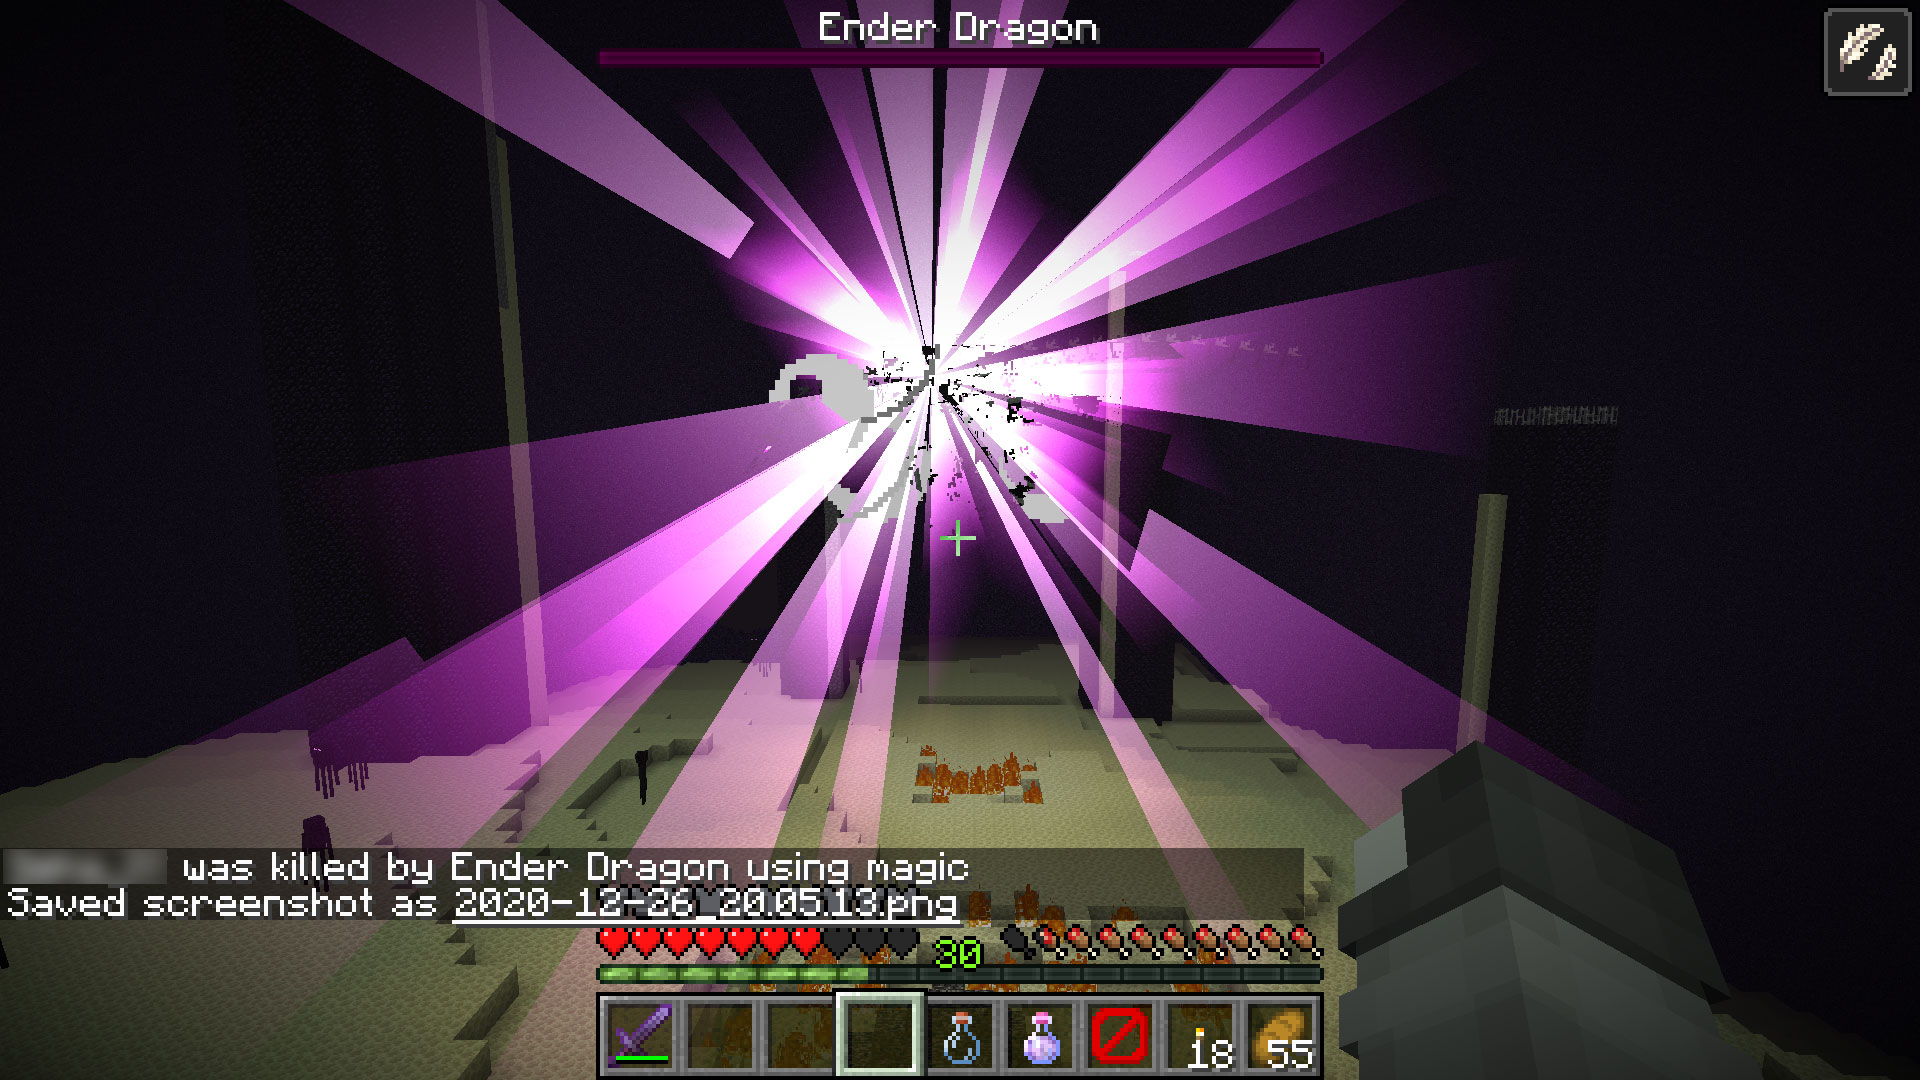 Ender Dragon
was killed by Ender Dragon using magic
Saved screenshot as 2020-12-26_20.05.13.png
30
18
55